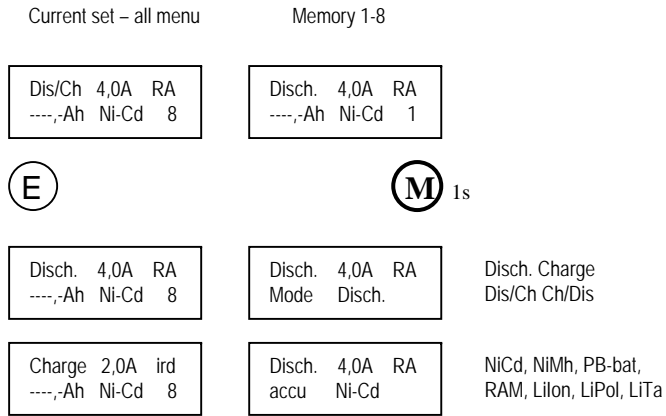 Current set – all menu Memory 1-8
Dis/Ch 4,0A RA Disch. 4,0A RA
----,-Ah Ni-Cd 8 ----,-Ah Ni-Cd 1
E M 1s
Disch. 4,0A RA Disch. 4,0A RA Disch. Charge
----,-Ah Ni-Cd 8 Mode Disch. Dis/Ch Ch/Dis
Charge 2,0A ird Disch. 4,0A RA NiCd, NiMh, PB-bat,
----,-Ah Ni-Cd 8 accu Ni-Cd RAM, LiIon, LiPol, LiTa